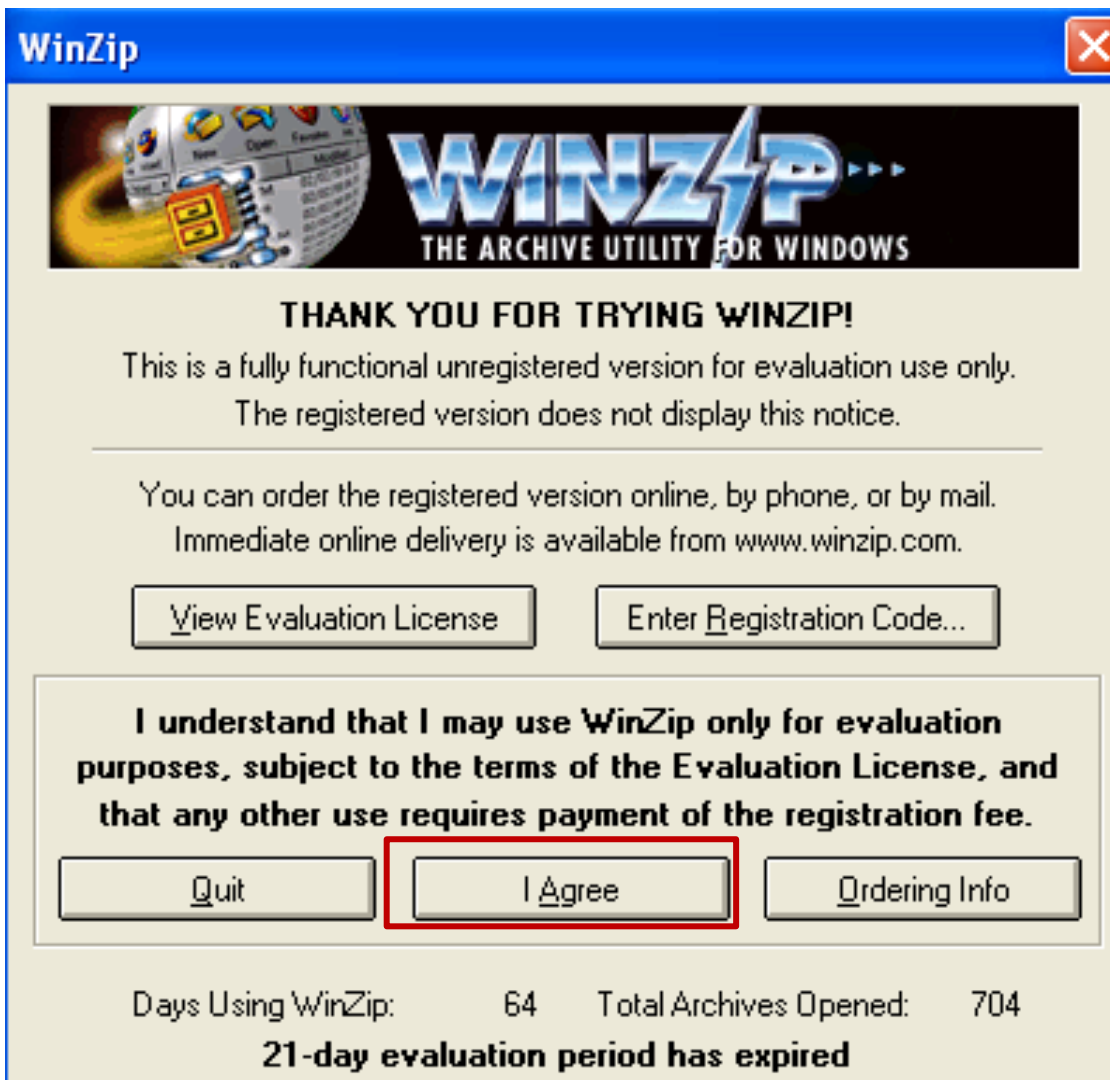 WinZip
New Open Favorites
WINZIP
THE ARCHIVE UTILITY FOR WINDOWS
THANK YOU FOR TRYING WINZIP!
This is a fully functional unregistered version for evaluation use only.
The registered version does not display this notice.
You can order the registered version online, by phone, or by mail.
Immediate online delivery is available from www.winzip.com.
View Evaluation License Enter Registration Code...
I understand that I may use WinZip only for evaluation
purposes, subject to the terms of the Evaluation License, and
that any other use requires payment of the registration fee.
Quit I Agree Ordering Info
Days Using WinZip: 64 Total Archives Opened: 704
21-day evaluation period has expired